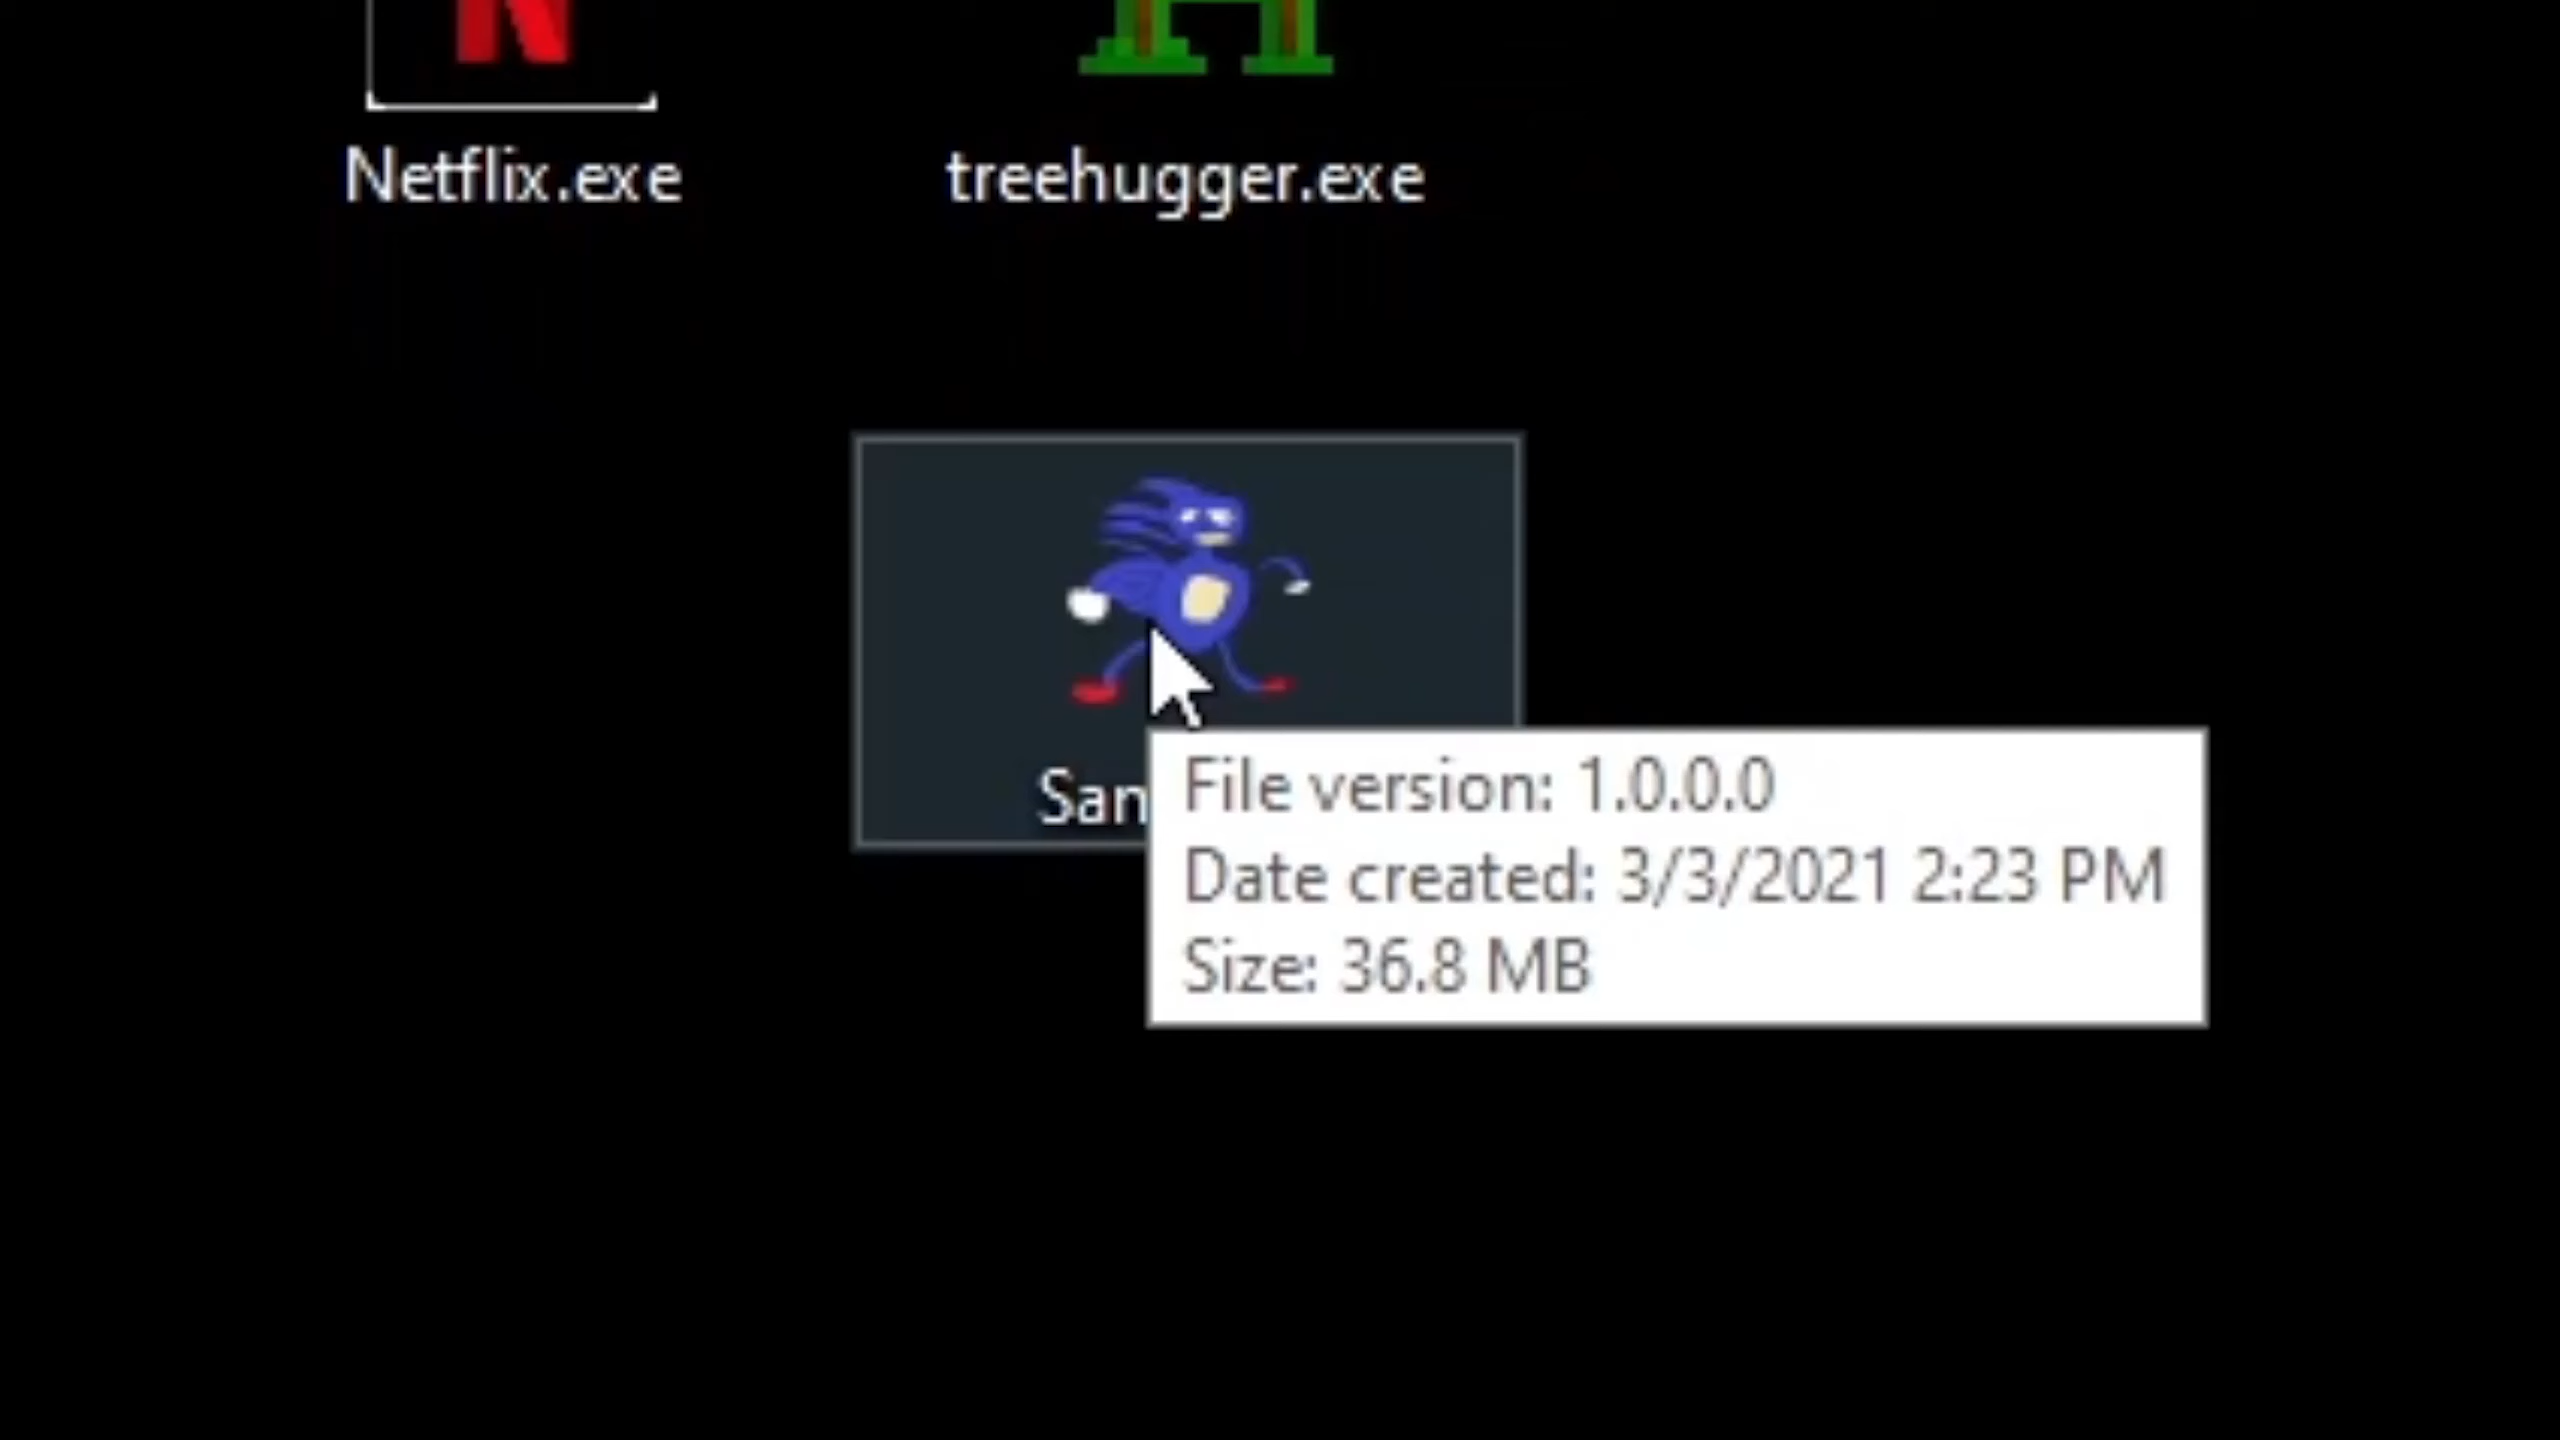 Netflix.exe
treehugger.exe
San
File version: 1.0.0.0
Date created: 3/3/2021 2:23 PM
Size: 36.8 MB